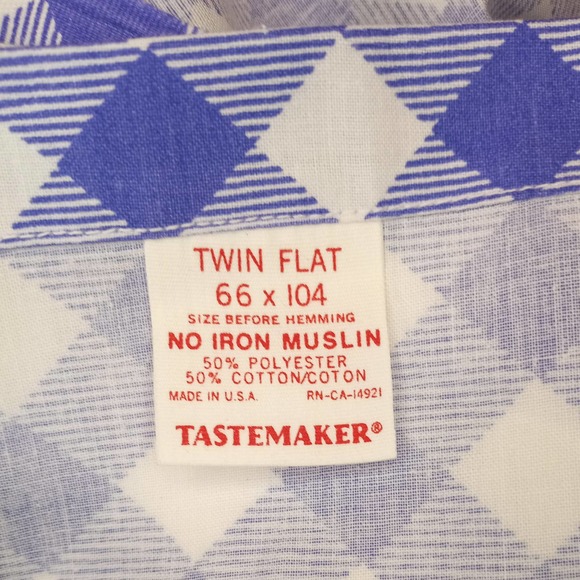 TWIN FLAT
66 x 104
SIZE BEFORE HEMMING
NO IRON MUSLIN
50% POLYESTER
50% COTTON/COTON
MADE IN U.S.A. RN-CA-14921
TASTEMAKER®